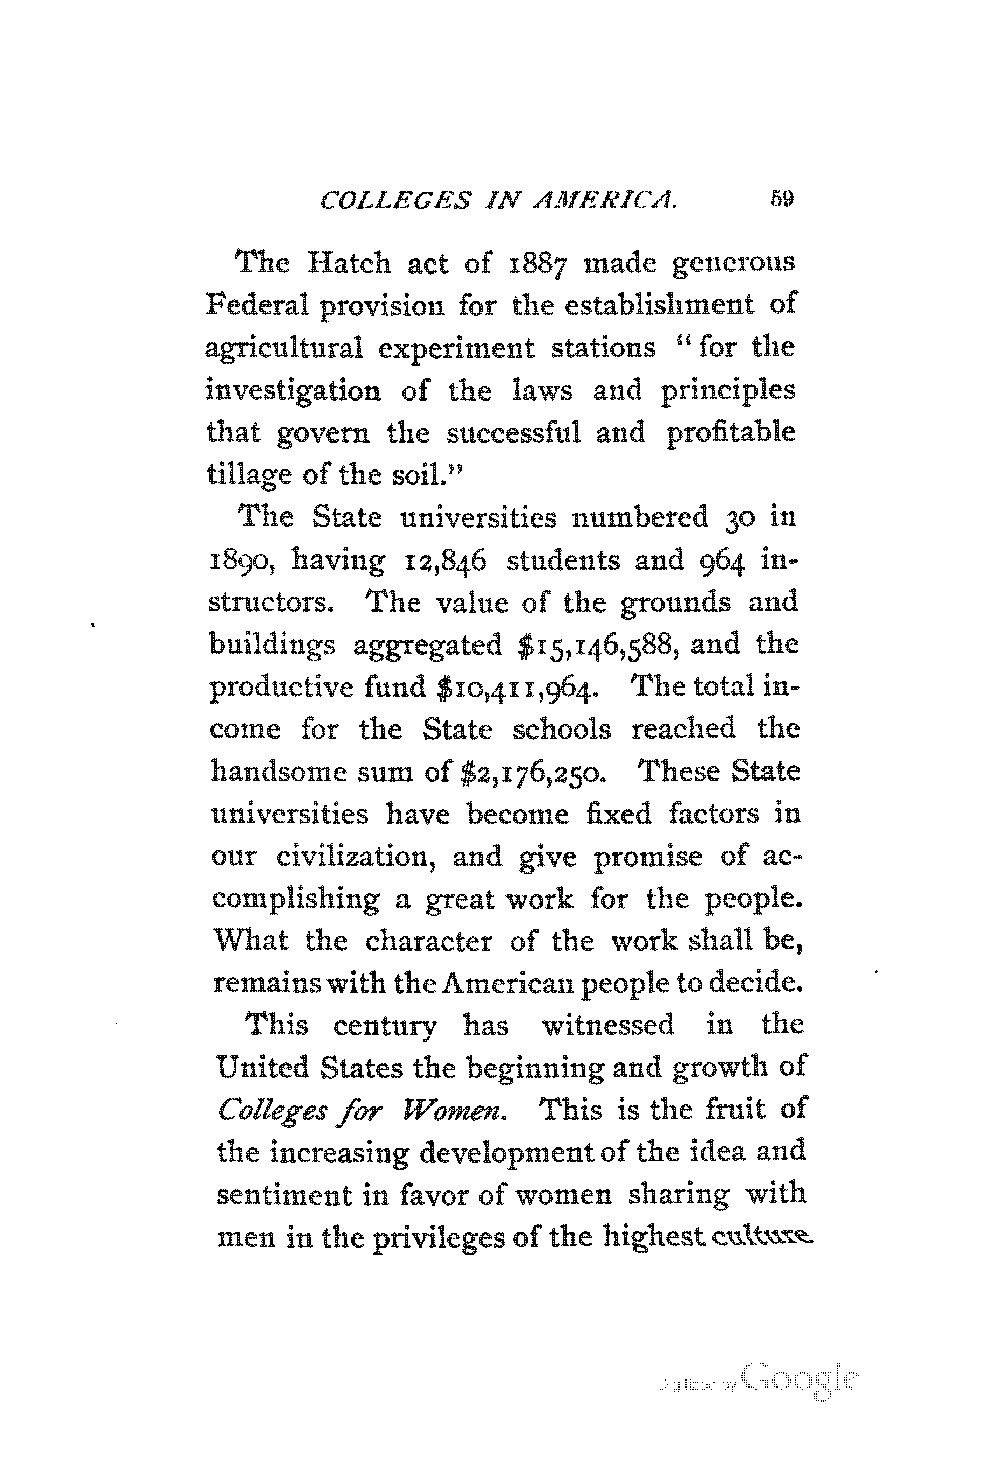 COLLEGES IN AMERICA. 59
The Hatch act of 1887 made generous
Federal provision for the establishment of
agricultural experiment stations “ for the
investigation of the laws and principles
that govern the successful and profitable
tillage of the soil.”
The State universities numbered 30 in
1890, having 12,846 students and 964 in-
structors. The value of the grounds and
buildings aggregated $15,146,588, and the
productive fund $10,411,964. The total in-
come for the State schools reached the
handsome sum of $2,176,250. These State
universities have become fixed factors in
our civilization, and give promise of ac-
complishing a great work for the people.
What the character of the work shall be,
remains with the American people to decide.
This century has witnessed in the
United States the beginning and growth of
Colleges for Women. This is the fruit of
the increasing development of the idea and
sentiment in favor of women sharing with
men in the privileges of the highest culture
Digitized by Google